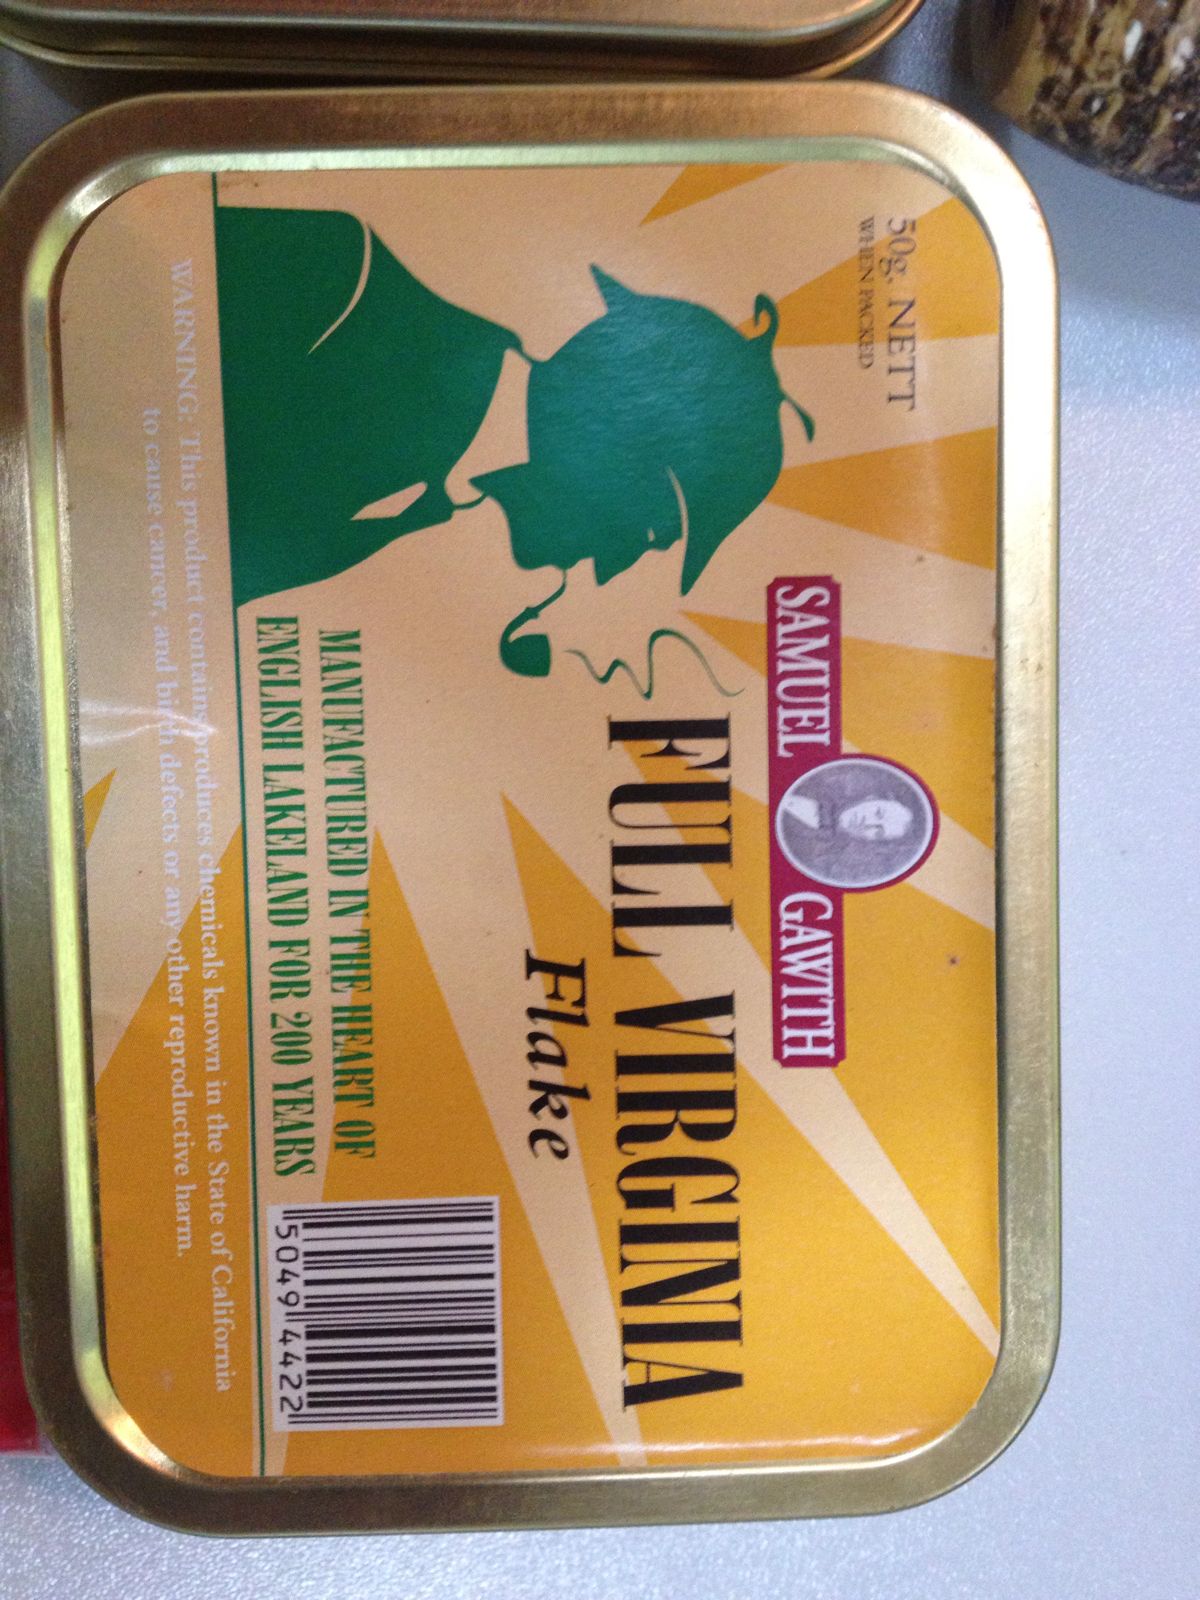 50g. NETT
WHEN PACKED
SAMUEL GAWITH
FULL VIRGINIA
Flake
MANUFACTURED IN THE HEART OF
ENGLISH LAKELAND FOR 200 YEARS
5049 4422
WARNING: This product contains/produces chemicals known in the State of California
to cause cancer, and birth defects or any other reproductive harm.